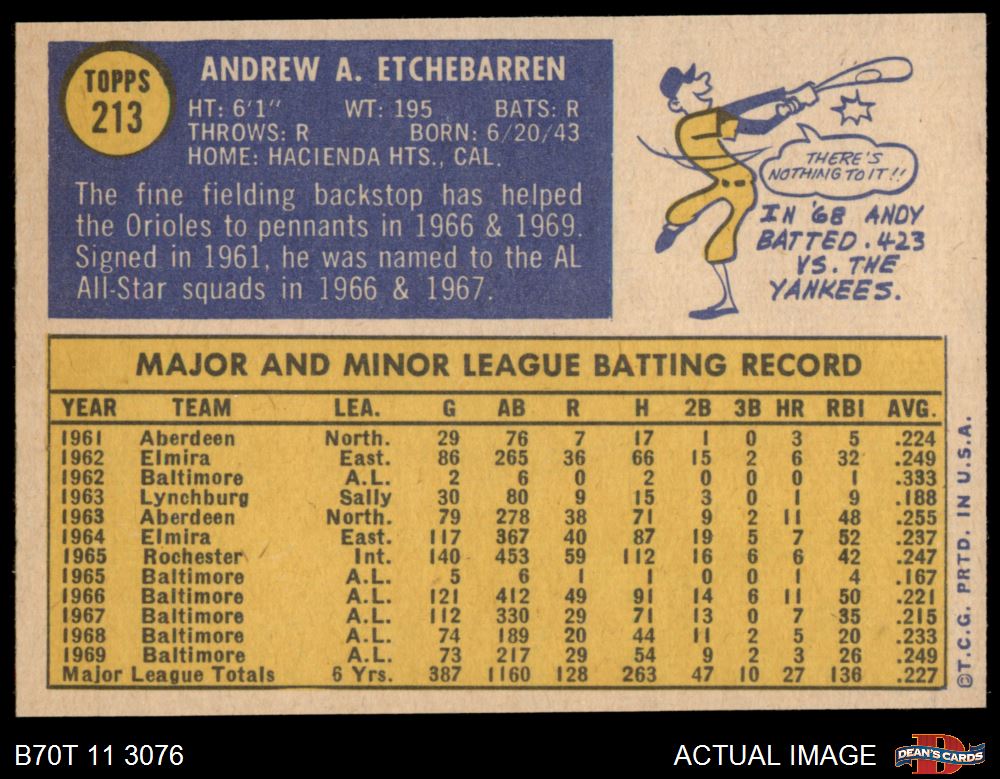 TOPPS
213
ANDREW A. ETCHEBARREN
HT: 6'1" WT: 195 BATS: R
THROWS: R BORN: 6/20/43
HOME: HACIENDA HTS., CAL.
The fine fielding backstop has helped
the Orioles to pennants in 1966 & 1969.
Signed in 1961, he was named to the AL
All-Star squads in 1966 & 1967.
THERE'S
NOTHING TO IT!!
IN '68 ANDY
BATTED .423
VS. THE
YANKEES.
MAJOR AND MINOR LEAGUE BATTING RECORD
YEAR TEAM LEA. G AB R H 2B 3B HR RBI AVG.
1961 Aberdeen North. 29 76 7 17 1 0 3 5 .224
1962 Elmira East. 86 265 36 66 15 2 6 32 .249
1962 Baltimore A.L. 2 6 0 2 0 0 0 1 .333
1963 Lynchburg Sally 30 80 9 15 3 0 1 9 .188
1963 Aberdeen North. 79 278 38 71 9 2 11 48 .255
1964 Elmira East. 117 367 40 87 19 5 7 52 .237
1965 Rochester Int. 140 453 59 112 16 6 6 42 .247
1965 Baltimore A.L. 5 6 1 1 0 0 1 4 .167
1966 Baltimore A.L. 121 412 49 91 14 6 11 50 .221
1967 Baltimore A.L. 112 330 29 71 13 0 7 35 .215
1968 Baltimore A.L. 74 189 20 44 11 2 5 20 .233
1969 Baltimore A.L. 73 217 29 54 9 2 3 26 .249
Major League Totals 6 Yrs. 387 1160 128 263 47 10 27 136 .227
©T.C.G. PRTD. IN U.S.A.
B70T 11 3076
ACTUAL IMAGE
DEAN'S CARDS